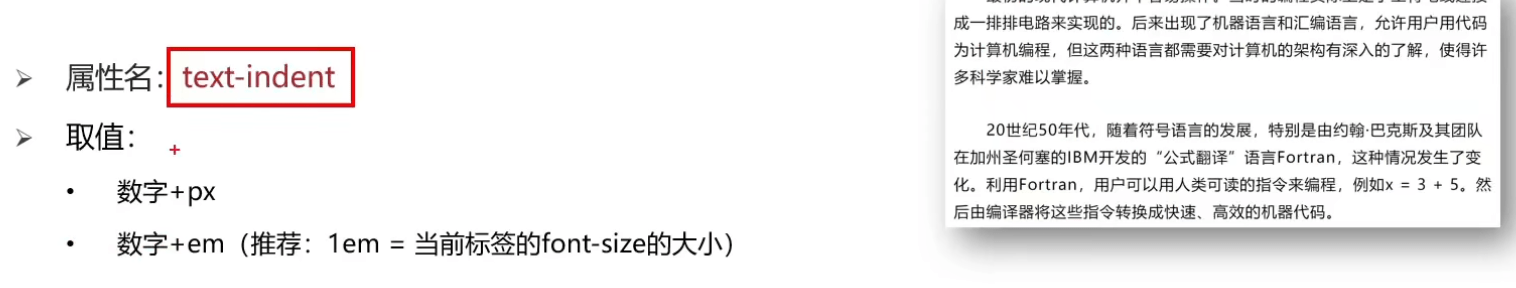 属性名：text-indent
取值：
数字+px
数字+em（推荐：1em = 当前标签的font-size的大小）
成一排排电路来实现的。后来出现了机器语言和汇编语言，允许用户用代码
为计算机编程，但这两种语言都需要对计算机的架构有深入的了解，使得许
多科学家难以掌握。
20世纪50年代，随着符号语言的发展，特别是由约翰·巴克斯及其团队
在加州圣何塞的IBM开发的“公式翻译”语言Fortran，这种情况发生了变
化。利用Fortran，用户可以用人类可读的指令来编程，例如x = 3 + 5。然
后由编译器将这些指令转换成快速、高效的机器代码。